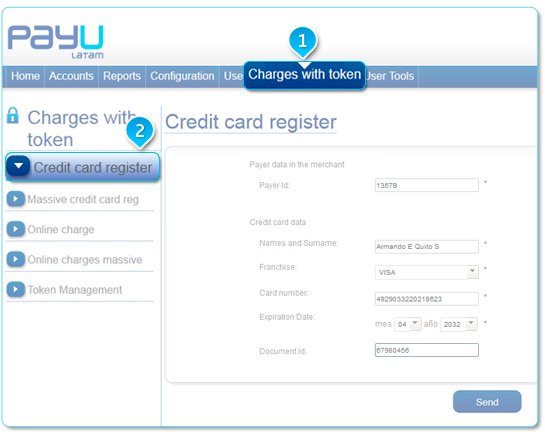 PayU
LATAM
1
Home Accounts Reports Configuration Use Charges with token User Tools
Charges with
token
2
Credit card register
Massive credit card reg
Online charge
Online charges massive
Token Management
Credit card register
Payer data in the merchant
Payer Id: 13579 *
Credit card data
Names and Surname: Armando E Quito S *
Franchise: VISA *
Card number: 4929033220218623 *
Expiration Date: mes 04 año 2032 *
Document Id: 67980466
Send